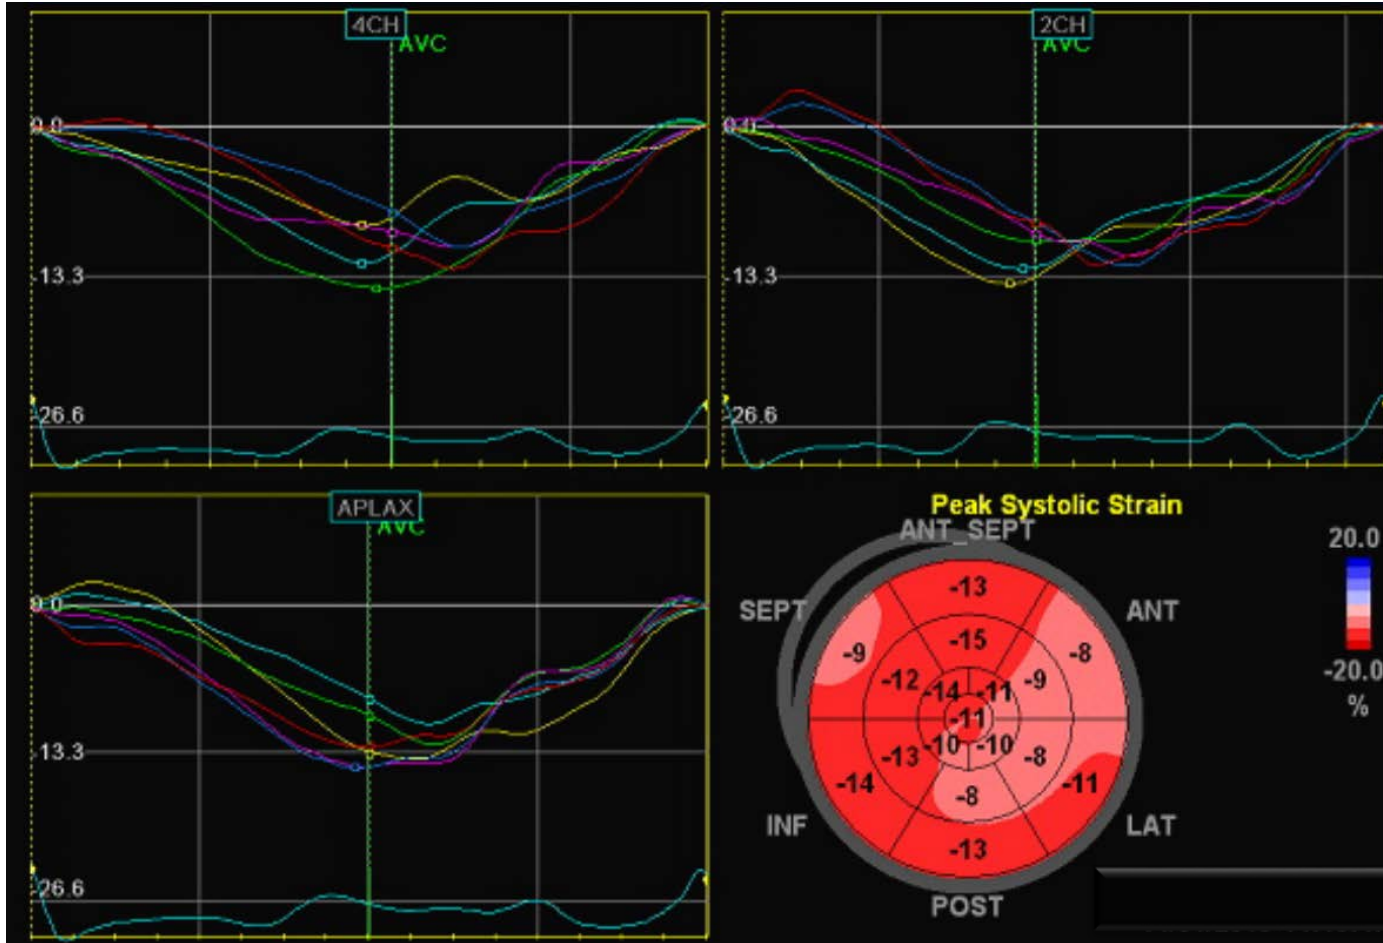 4CH
AVC
0.0
-13.3
-26.6
2CH
AVC
0.0
-13.3
-26.6
APLAX
AVC
0.0
-13.3
-26.6
Peak Systolic Strain
ANT_SEPT
20.0
SEPT
ANT
-13
-15
-9
-8
-12
-14
-11
-9
-20.0
%
-11
-13
-10
-10
-8
-14
-11
-8
INF
LAT
-13
POST